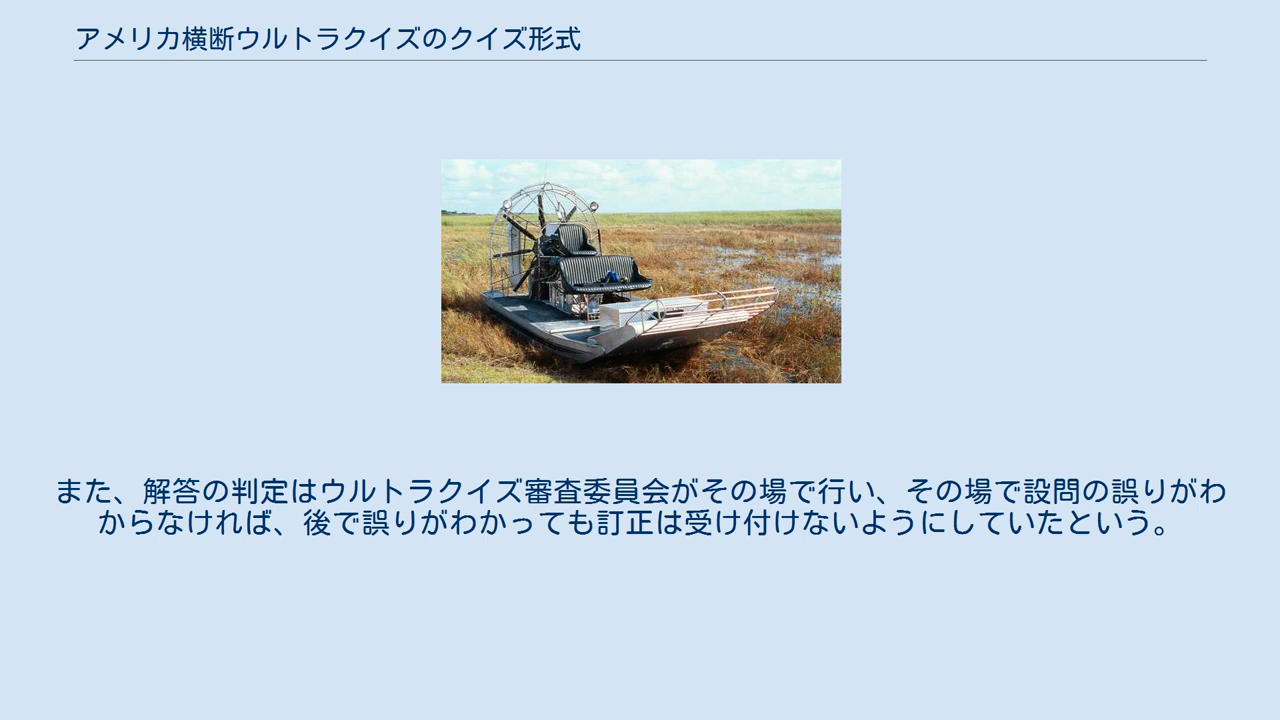 アメリカ横断ウルトラクイズのクイズ形式
また、解答の判定はウルトラクイズ審査委員会がその場で行い、その場で設問の誤りがわ
からなければ、後で誤りがわかっても訂正は受け付けないようにしていたという。